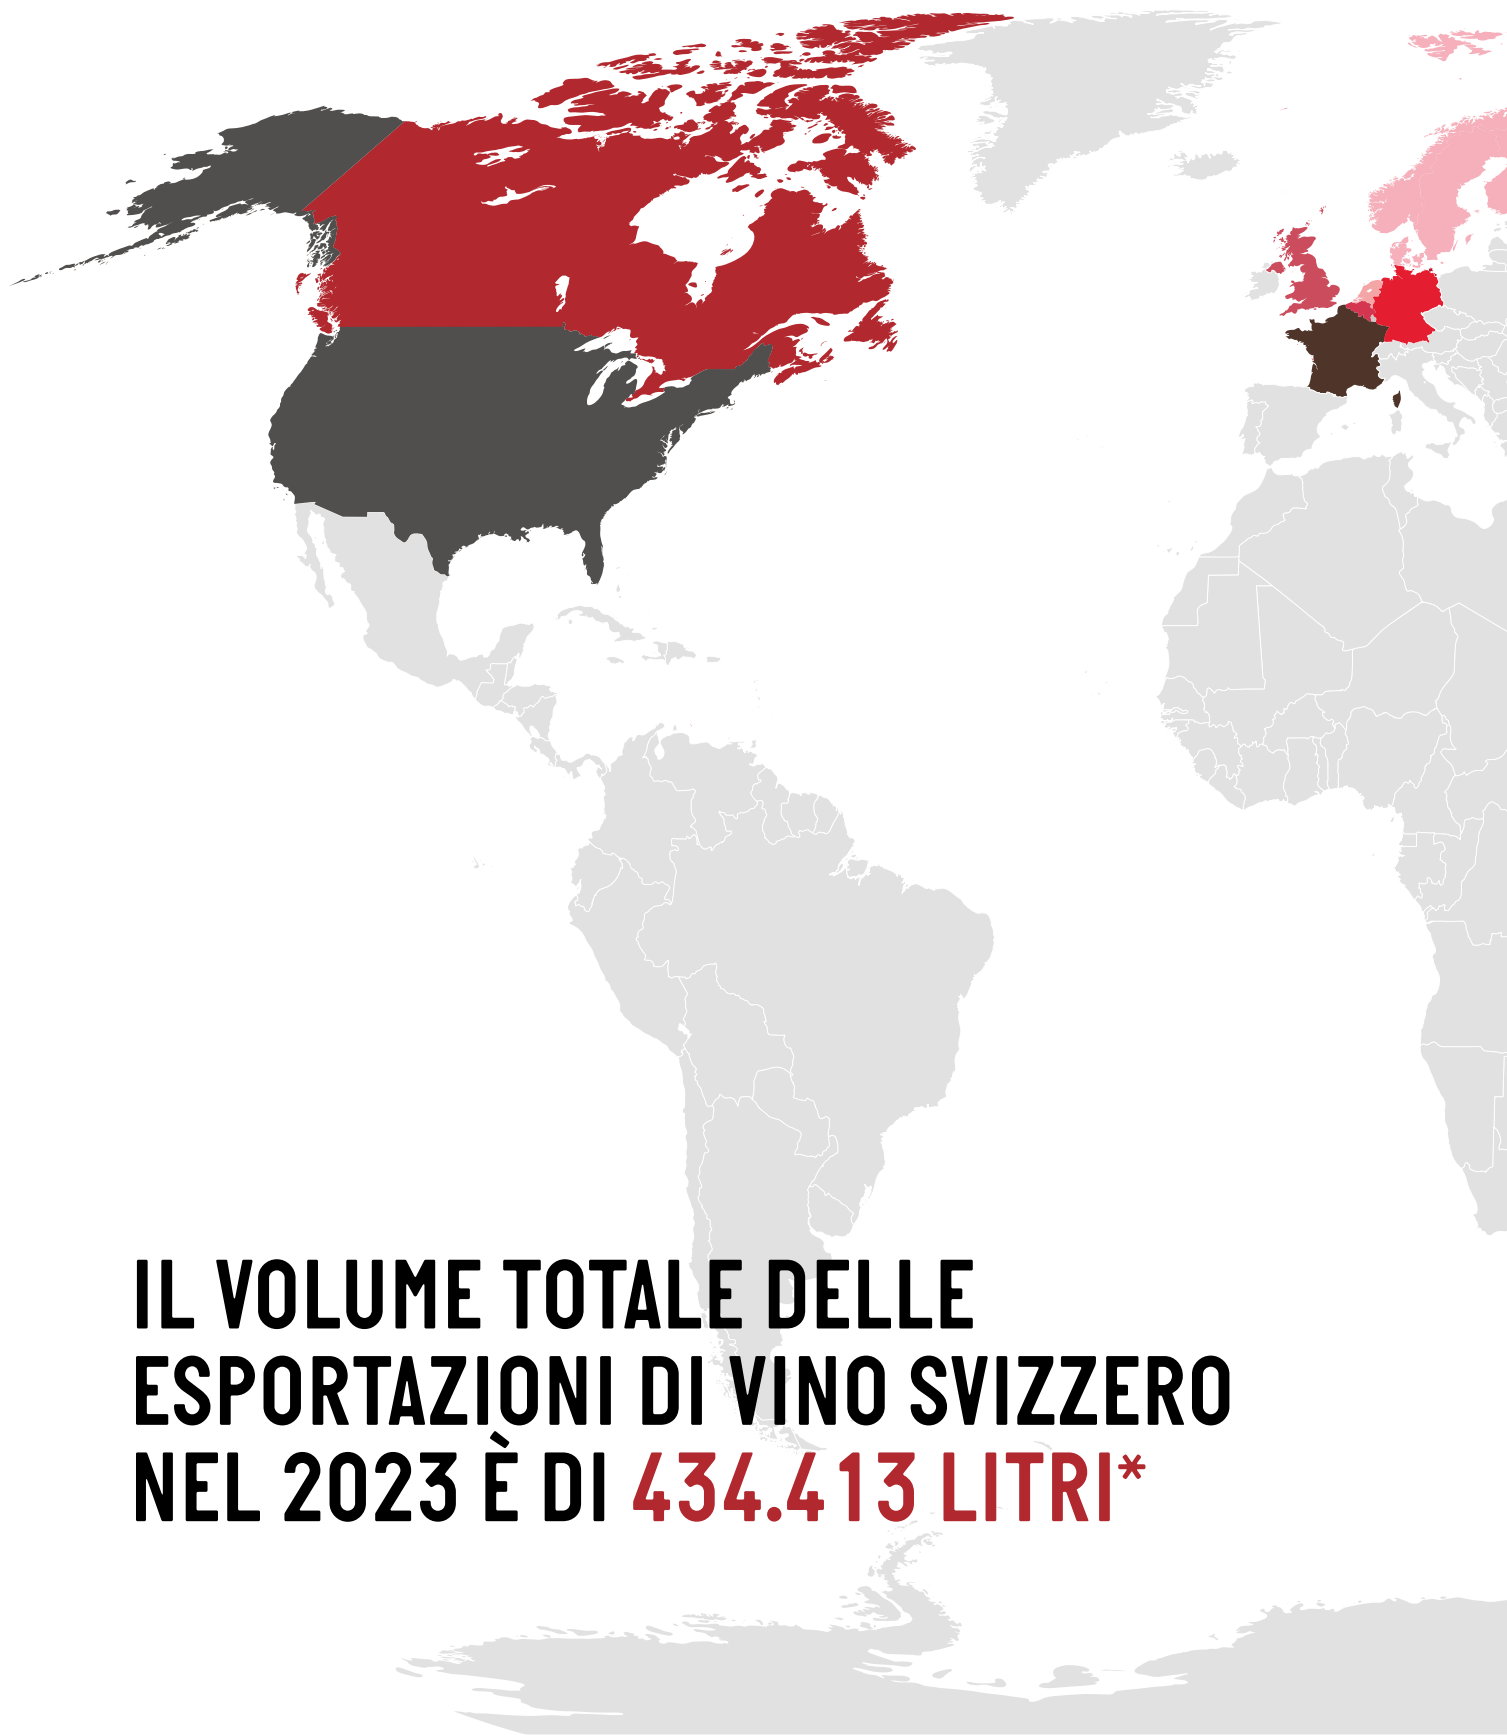 IL VOLUME TOTALE DELLE
ESPORTAZIONI DI VINO SVIZZERO
NEL 2023 È DI 434.413 LITRI*